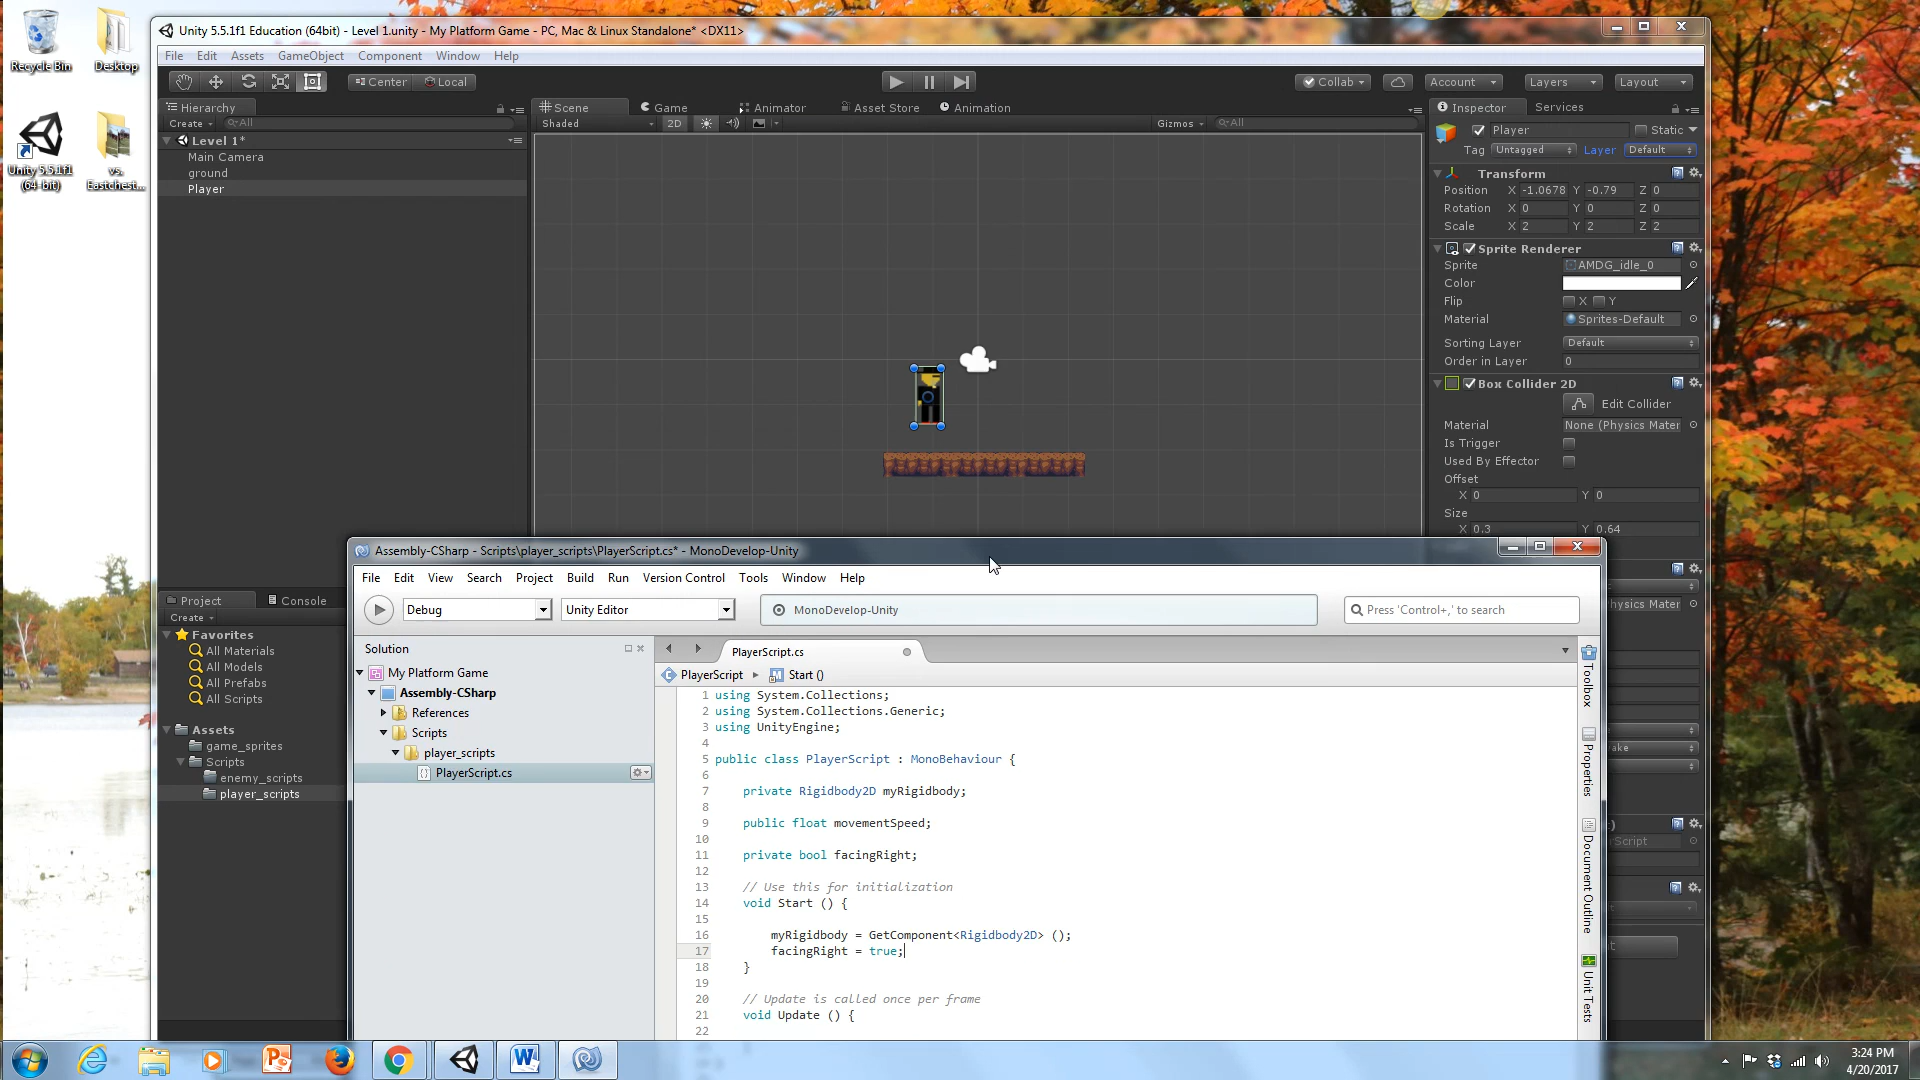 Recycle Bin
Desktop
Unity 5.5.1f1 (64-bit)
vs. Eastchest...
Unity 5.5.1f1 Education (64bit) - Level 1.unity - My Platform Game - PC, Mac & Linux Standalone* <DX11>
File Edit Assets GameObject Component Window Help
Center Local
Collab Account Layers Layout
Hierarchy
Create All
Level 1*
Main Camera
ground
Player
Scene Game Animator Asset Store Animation
Shaded 2D Gizmos All
Inspector Services
Player Static
Tag Untagged Layer Default
Transform
Position X -1.0678 Y -0.79 Z 0
Rotation X 0 Y 0 Z 0
Scale X 2 Y 2 Z 2
Sprite Renderer
Sprite AMDG_idle_0
Color
Flip X Y
Material Sprites-Default
Sorting Layer Default
Order in Layer 0
Box Collider 2D
Edit Collider
Material None (Physics Mater
Is Trigger
Used By Effector
Offset
X 0 Y 0
Size
X 0.3 Y 0.64
Project Console
Create
Favorites
All Materials
All Models
All Prefabs
All Scripts
Assets
game_sprites
Scripts
enemy_scripts
player_scripts
Assembly-CSharp - Scripts\player_scripts\PlayerScript.cs* - MonoDevelop-Unity
File Edit View Search Project Build Run Version Control Tools Window Help
Debug Unity Editor MonoDevelop-Unity Press 'Control+,' to search
Solution
My Platform Game
Assembly-CSharp
References
Scripts
player_scripts
PlayerScript.cs
PlayerScript.cs
PlayerScript Start ()
1 using System.Collections;
2 using System.Collections.Generic;
3 using UnityEngine;
4
5 public class PlayerScript : MonoBehaviour {
6
7 private Rigidbody2D myRigidbody;
8
9 public float movementSpeed;
10
11 private bool facingRight;
12
13 // Use this for initialization
14 void Start () {
15
16 myRigidbody = GetComponent<Rigidbody2D> ();
17 facingRight = true;
18 }
19
20 // Update is called once per frame
21 void Update () {
22
Toolbox
Properties
Document Outline
Unit Tests
3:24 PM
4/20/2017